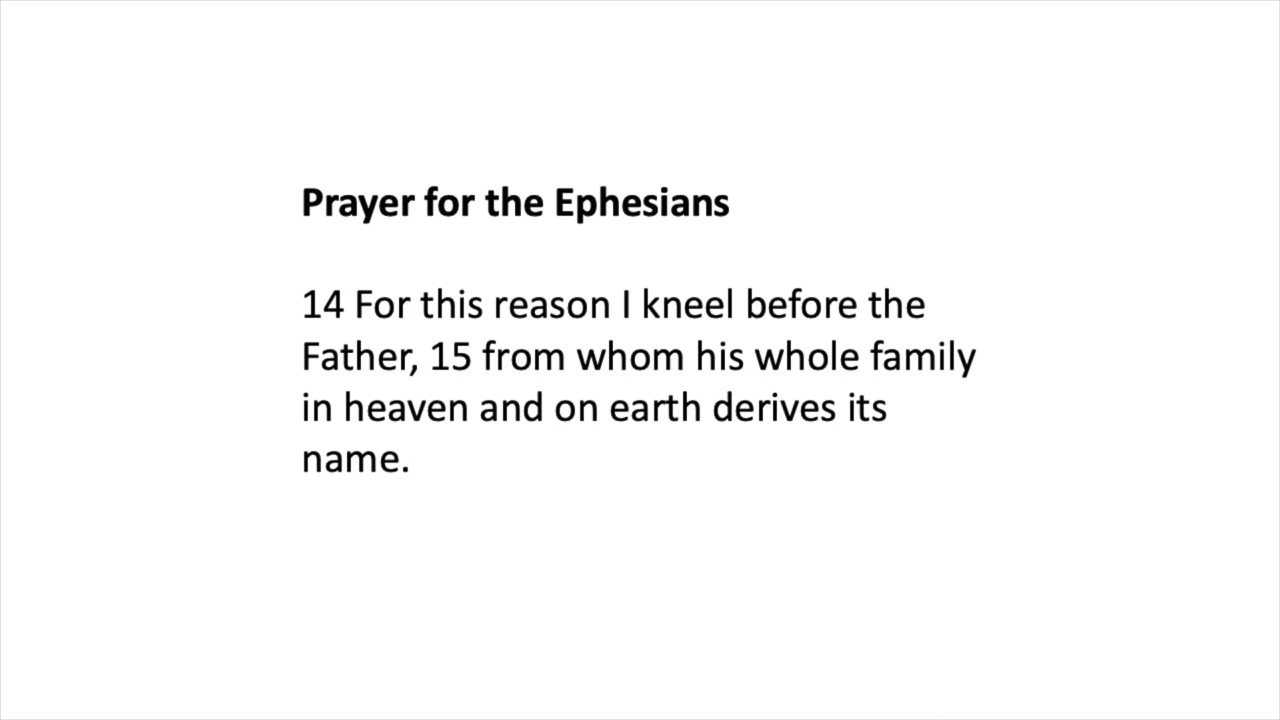 Prayer for the Ephesians
14 For this reason I kneel before the
Father, 15 from whom his whole family
in heaven and on earth derives its
name.